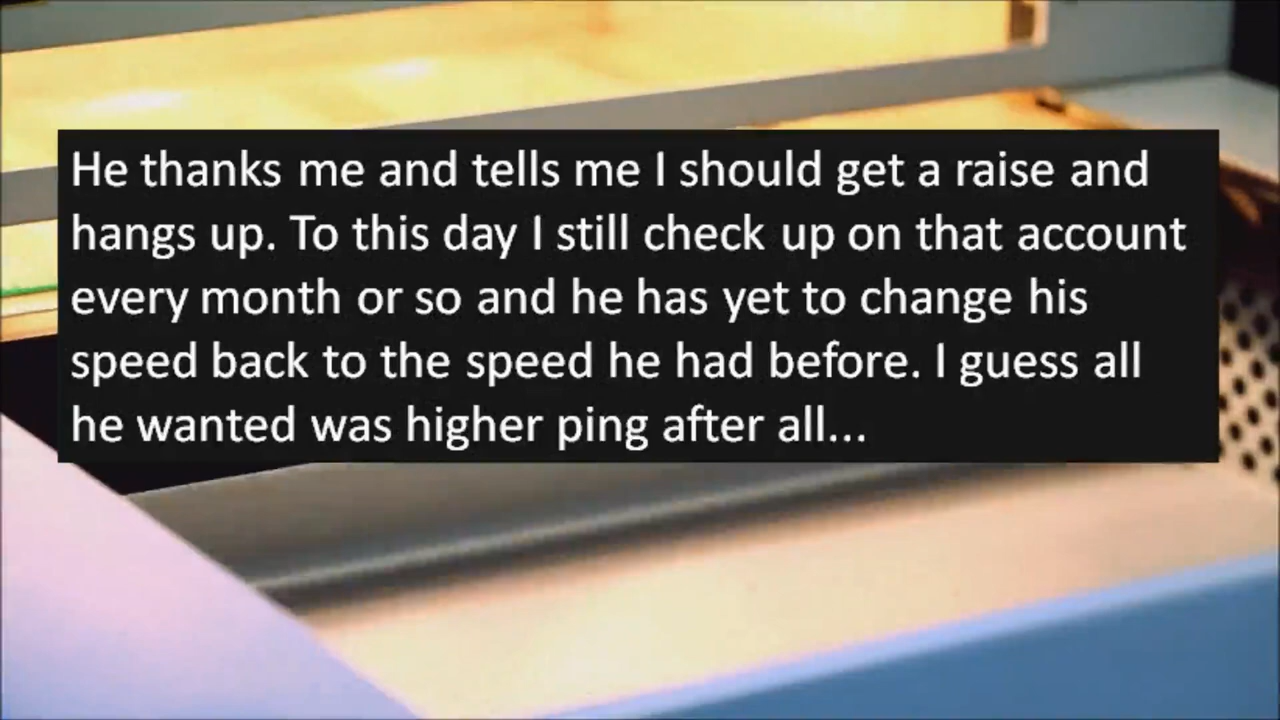 He thanks me and tells me I should get a raise and
hangs up. To this day I still check up on that account
every month or so and he has yet to change his
speed back to the speed he had before. I guess all
he wanted was higher ping after all...